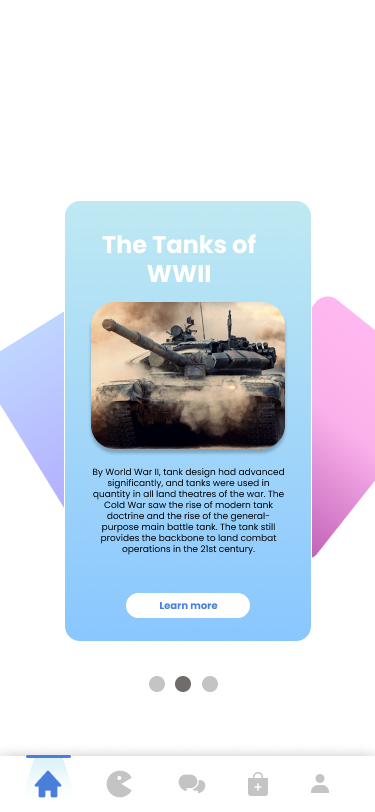 The Tanks of
WWII
By World War II, tank design had advanced
significantly, and tanks were used in
quantity in all land theatres of the war. The
Cold War saw the rise of modern tank
doctrine and the rise of the general-
purpose main battle tank. The tank still
provides the backbone to land combat
operations in the 21st century.
Learn more